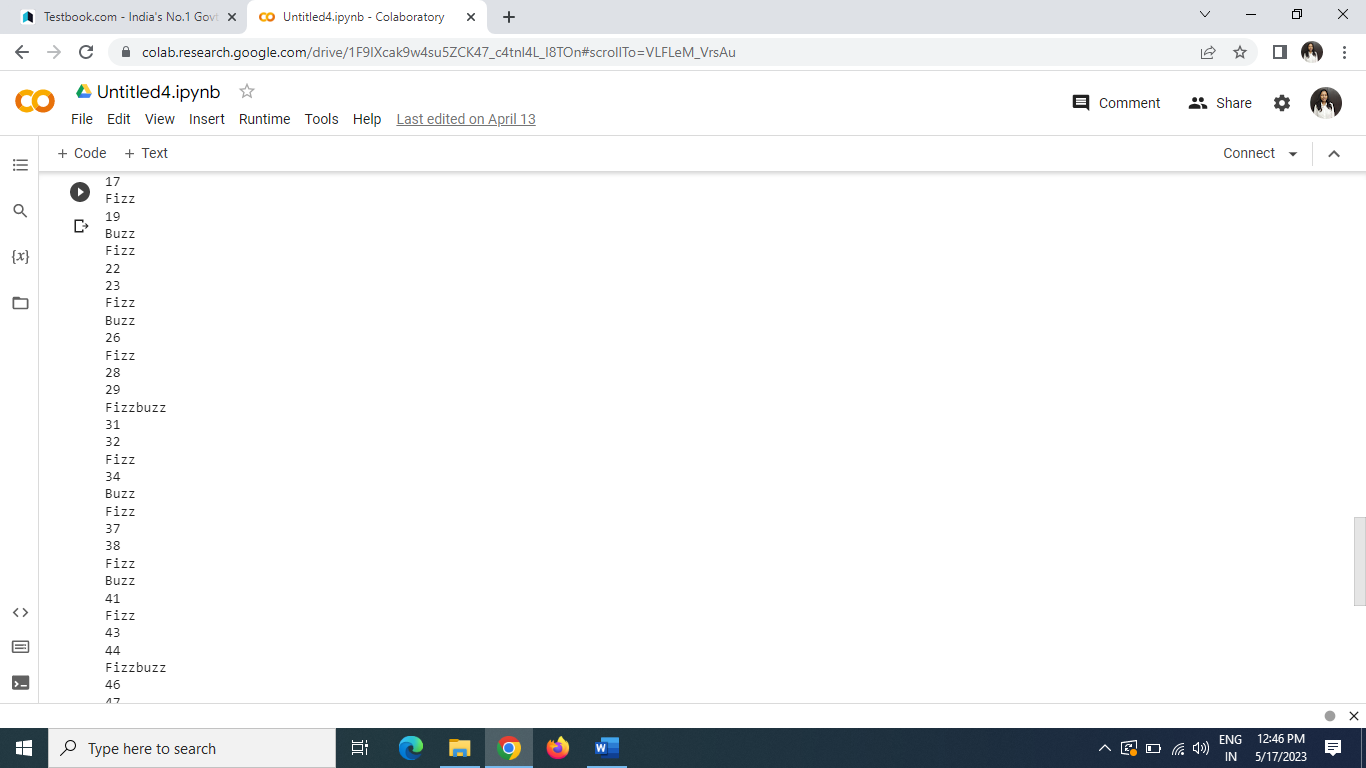 Testbook.com - India's No.1 Govt
Untitled4.ipynb - Colaboratory
colab.research.google.com/drive/1F9IXcak9w4su5ZCK47_c4tnl4L_I8TOn#scrollTo=VLFLeM_VrsAu
Untitled4.ipynb
File Edit View Insert Runtime Tools Help Last edited on April 13
Comment Share
+ Code + Text
Connect
{x}
17
Fizz
19
Buzz
Fizz
22
23
Fizz
Buzz
26
Fizz
28
29
Fizzbuzz
31
32
Fizz
34
Buzz
Fizz
37
38
Fizz
Buzz
41
Fizz
43
44
Fizzbuzz
46
47
Type here to search
ENG
IN
12:46 PM
5/17/2023